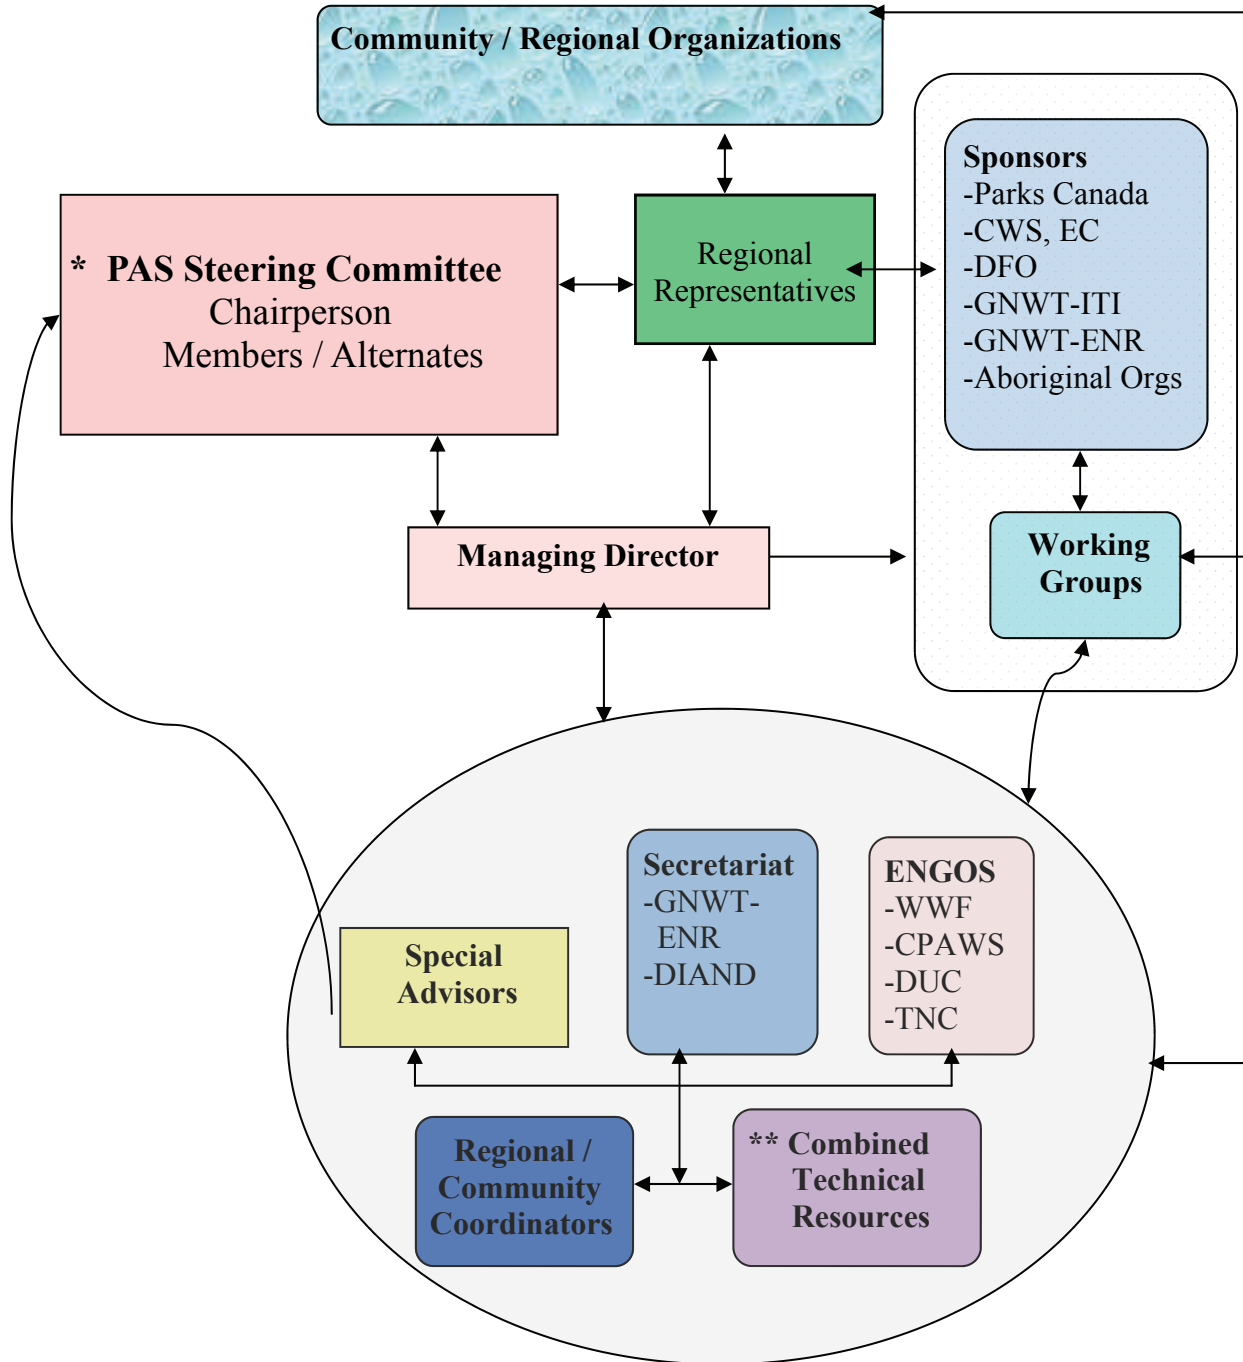 Community / Regional Organizations
* PAS Steering Committee
Chairperson
Members / Alternates
Regional
Representatives
Sponsors
-Parks Canada
-CWS, EC
-DFO
-GNWT-ITI
-GNWT-ENR
-Aboriginal Orgs
Managing Director
Working
Groups
Special
Advisors
Secretariat
-GNWT-
ENR
-DIAND
ENGOS
-WWF
-CPAWS
-DUC
-TNC
Regional /
Community
Coordinators
** Combined
Technical
Resources